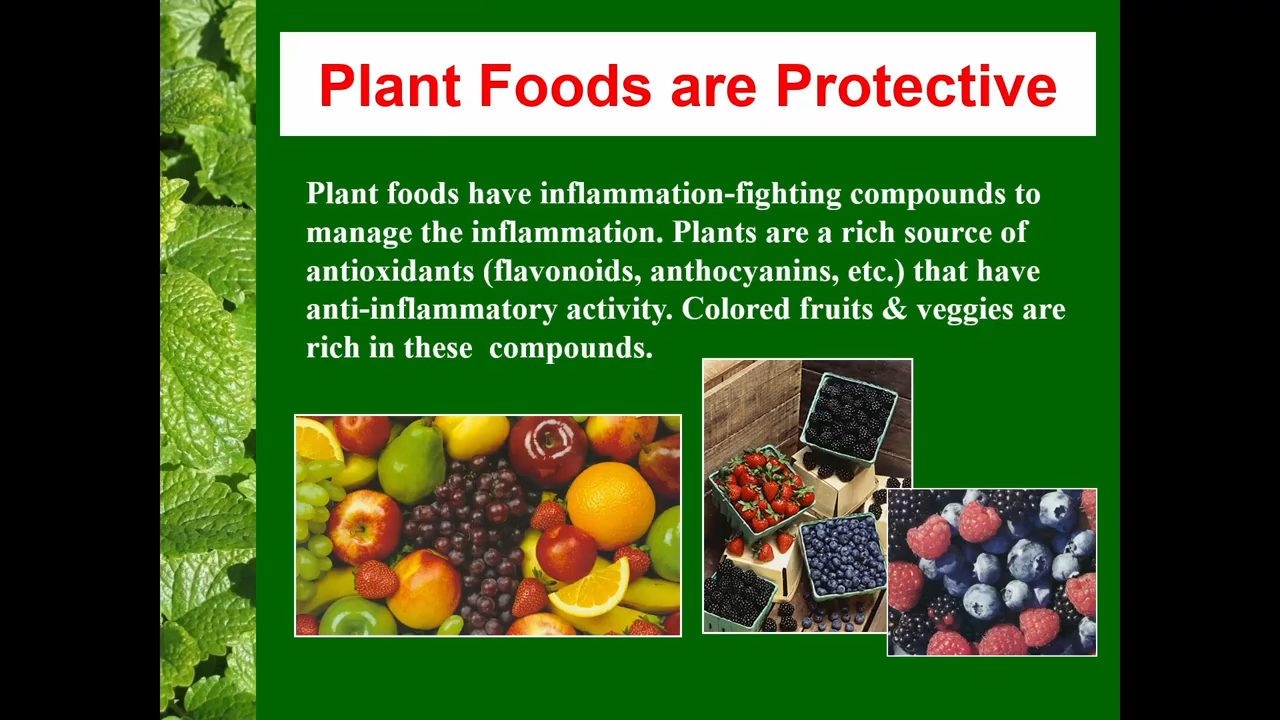 Plant Foods are Protective
Plant foods have inflammation-fighting compounds to
manage the inflammation. Plants are a rich source of
antioxidants (flavonoids, anthocyanins, etc.) that have
anti-inflammatory activity. Colored fruits & veggies are
rich in these  compounds.